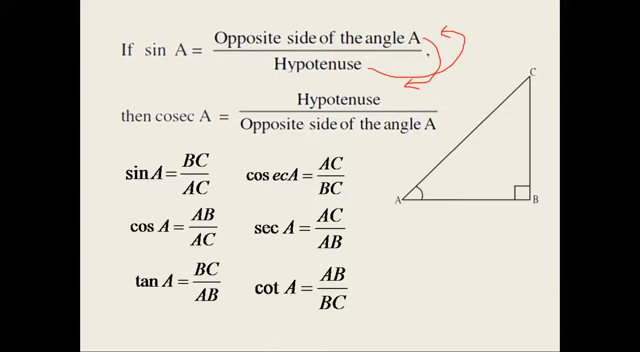 If sin A = Opposite side of the angle A / Hypotenuse ,
then cosec A = Hypotenuse / Opposite side of the angle A
sin A = BC / AC
cos ecA = AC / BC
cos A = AB / AC
sec A = AC / AB
tan A = BC / AB
cot A = AB / BC
C
A
B